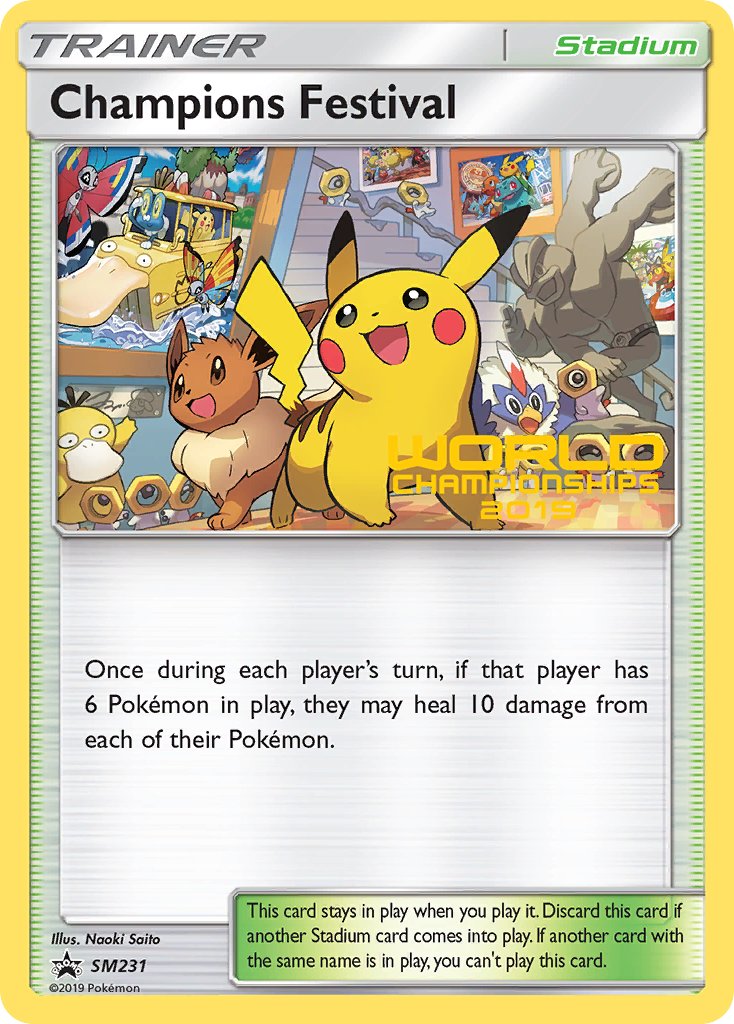 TRAINER
Stadium
Champions Festival
WORLD
CHAMPIONSHIPS
2019
Once during each player's turn, if that player has
6 Pokémon in play, they may heal 10 damage from
each of their Pokémon.
This card stays in play when you play it. Discard this card if
another Stadium card comes into play. If another card with
the same name is in play, you can't play this card.
Illus. Naoki Saito
SM231
©2019 Pokémon